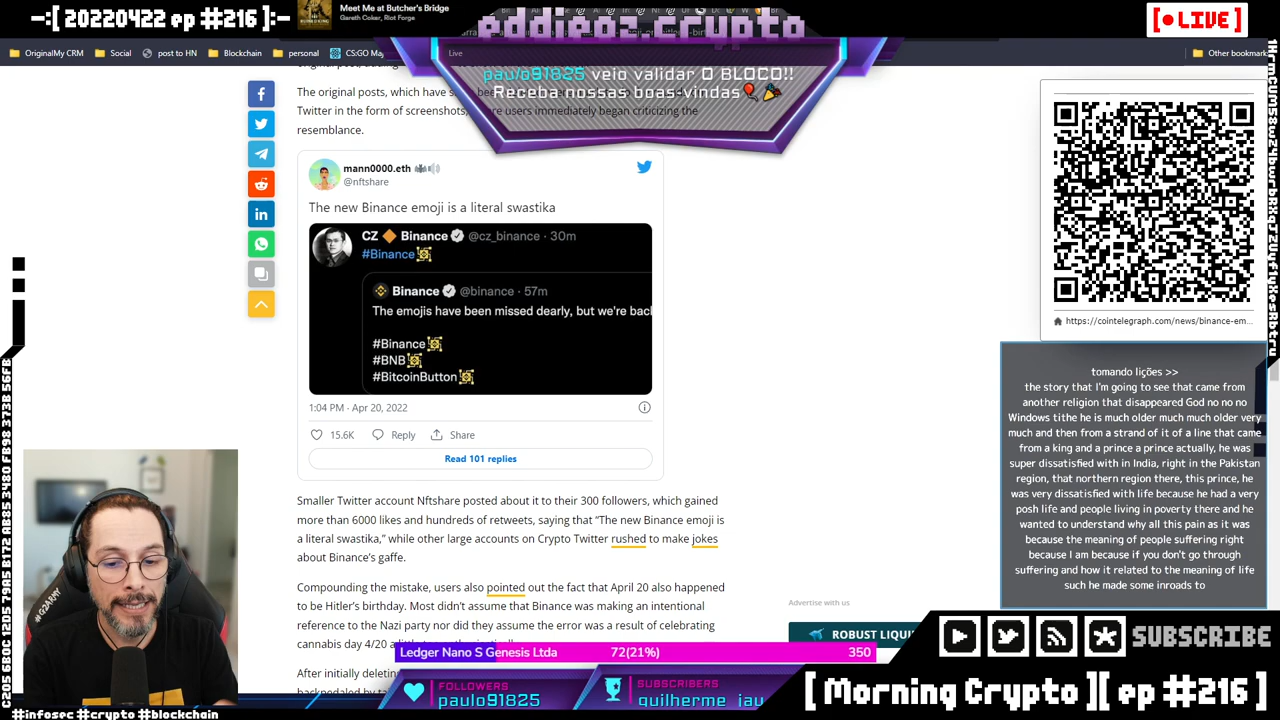 -:[ 20220422 ep #216 ]:-
Meet Me at Butcher's Bridge
Gareth Coker, Riot Forge
eddieoz crypto
[● LIVE]
OriginalMy CRM
Social
post to HN
Blockchain
personal
Live
Other bookmark
paulo91825 veio validar O BLOCO!!
Receba nossas boas-vindas
The original posts, which have
Twitter in the form of screenshots,
users immediately began criticizing the
resemblance.
mann0000.eth
@nftshare
The new Binance emoji is a literal swastika
CZ Binance @cz_binance · 30m
#Binance
Binance @binance · 57m
The emojis have been missed dearly, but we're bacl
#Binance
#BNB
#BitcoinButton
1:04 PM · Apr 20, 2022
15.6K Reply Share
Read 101 replies
Smaller Twitter account Nftshare posted about it to their 300 followers, which gained
more than 6000 likes and hundreds of retweets, saying that “The new Binance emoji is
a literal swastika,” while other large accounts on Crypto Twitter rushed to make jokes
about Binance’s gaffe.
Compounding the mistake, users also pointed out the fact that April 20 also happened
to be Hitler’s birthday. Most didn’t assume that Binance was making an intentional
reference to the Nazi party nor did they assume the error was a result of celebrating
cannabis day 4/20
After initially deletin
backpedaled by
https://cointelegraph.com/news/binance-em...
tomando lições >>
the story that I'm going to see that came from
another religion that disappeared God no no no
Windows tithe he is much older much much older very
much and then from a strand of it of a line that came
from a king and a prince a prince actually, he was
super dissatisfied with in India, right in the Pakistan
region, that northern region there, this prince, he
was very dissatisfied with life because he had a very
posh life and people living in poverty there and he
wanted to understand why all this pain as it was
because the meaning of people suffering right
because I am because if you don't go through
suffering and how it related to the meaning of life
such he made some inroads to
Advertise with us
ROBUST LIQUI
SUBSCRIBE
Ledger Nano S Genesis Ltda 72(21%) 350
FOLLOWERS
paulo91825
SUBSCRIBERS
guilherme_jau
[ Morning Crypto ][ ep #216 ]
#infosec #crypto #blockchain